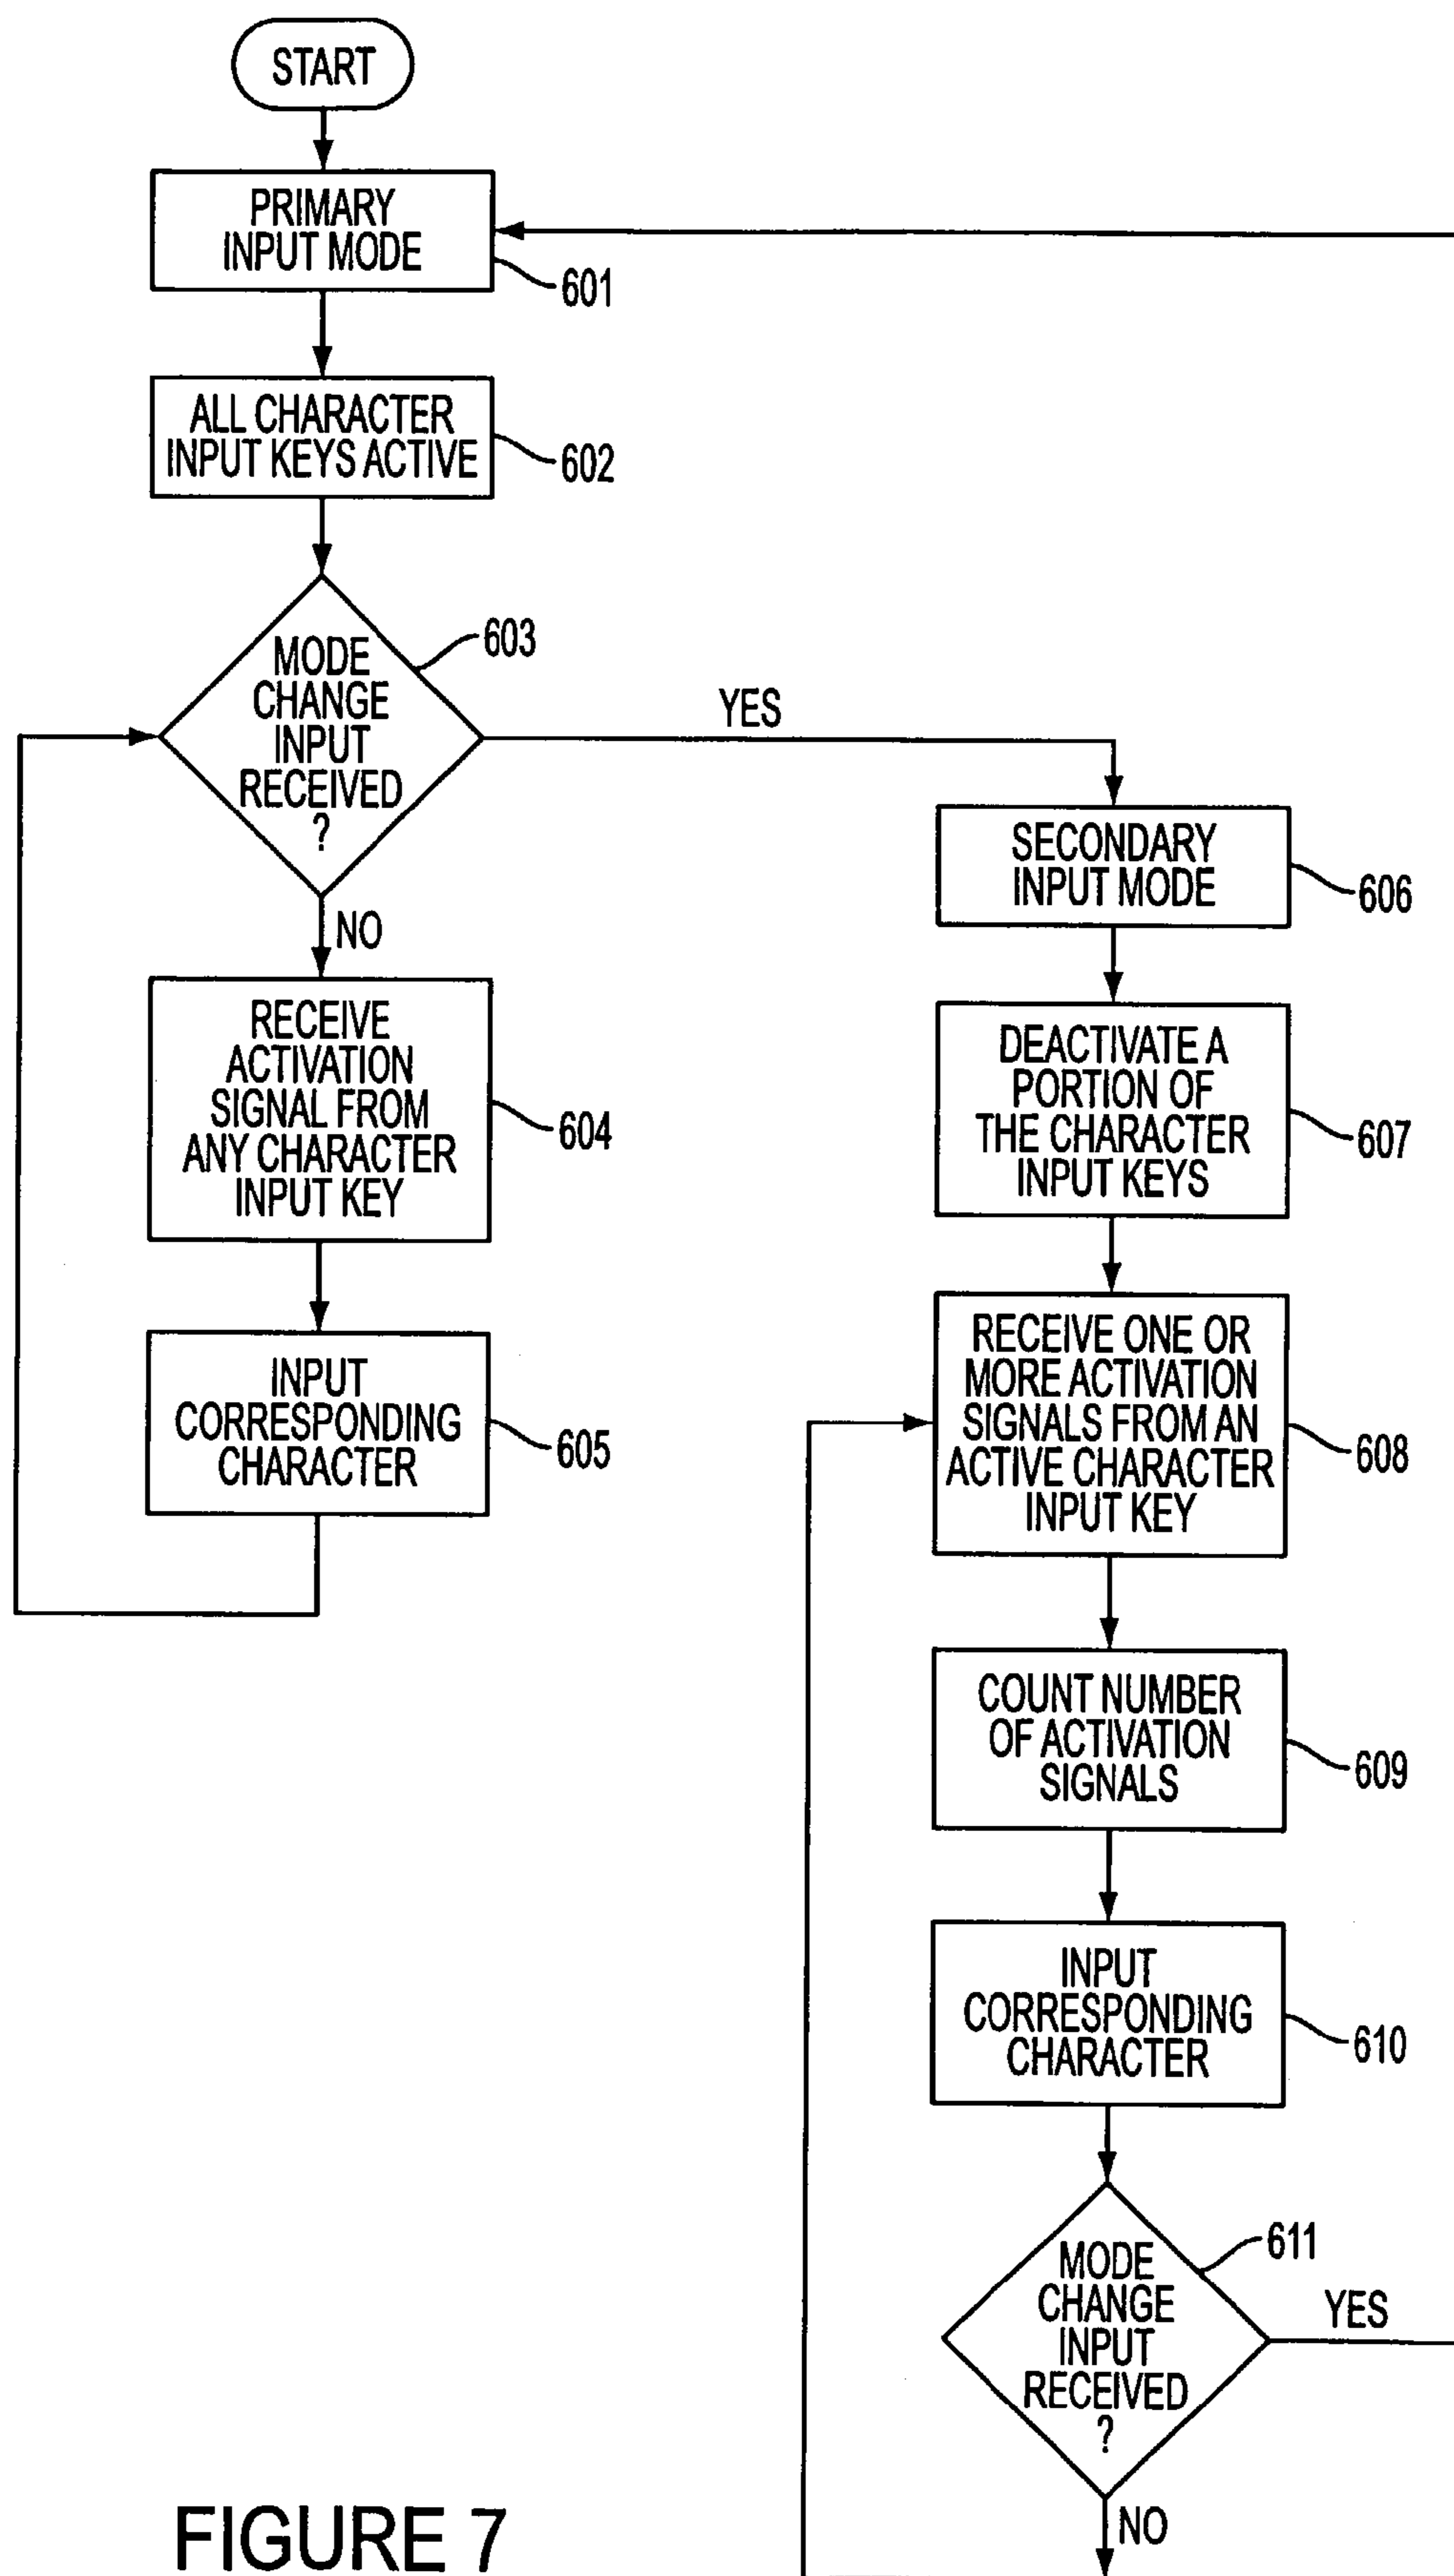 START
PRIMARY
INPUT MODE
601
ALL CHARACTER
INPUT KEYS ACTIVE
602
MODE
CHANGE
INPUT
RECEIVED
?
603
YES
NO
RECEIVE
ACTIVATION
SIGNAL FROM
ANY CHARACTER
INPUT KEY
604
INPUT
CORRESPONDING
CHARACTER
605
SECONDARY
INPUT MODE
606
DEACTIVATE A
PORTION OF
THE CHARACTER
INPUT KEYS
607
RECEIVE ONE OR
MORE ACTIVATION
SIGNALS FROM AN
ACTIVE CHARACTER
INPUT KEY
608
COUNT NUMBER
OF ACTIVATION
SIGNALS
609
INPUT
CORRESPONDING
CHARACTER
610
MODE
CHANGE
INPUT
RECEIVED
?
611
YES
NO
FIGURE 7